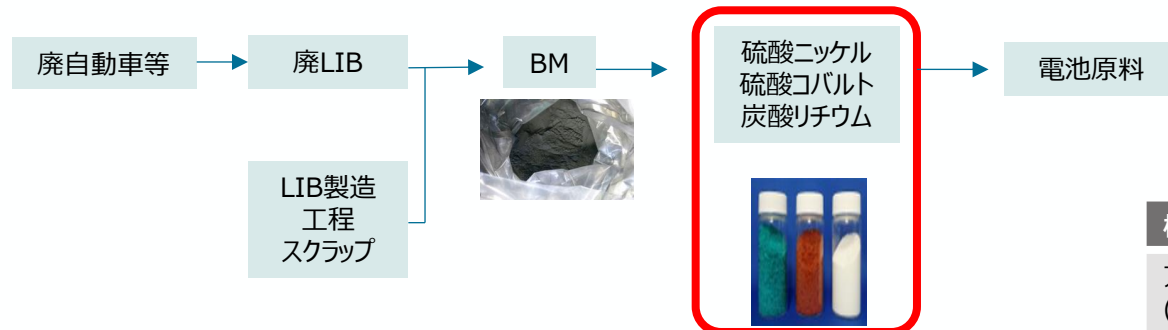 廃自動車等
廃LIB
BM
硫酸ニッケル
硫酸コバルト
炭酸リチウム
電池原料
LIB製造
工程
スクラップ